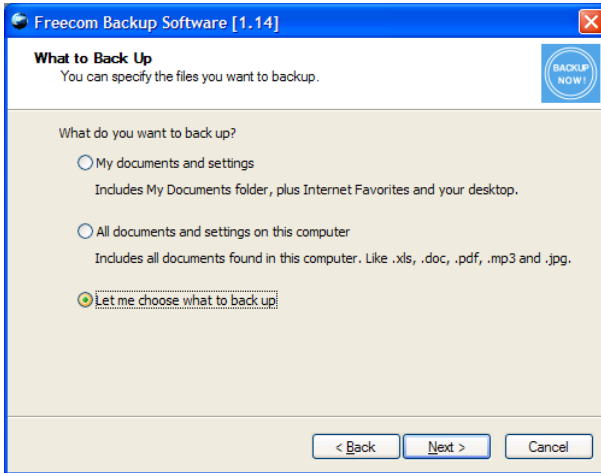 Freecom Backup Software [1.14]
What to Back Up
You can specify the files you want to backup.
BACKUP
NOW!
What do you want to back up?
My documents and settings
Includes My Documents folder, plus Internet Favorites and your desktop.
All documents and settings on this computer
Includes all documents found in this computer. Like .xls, .doc, .pdf, .mp3 and .jpg.
Let me choose what to back up
< Back
Next >
Cancel